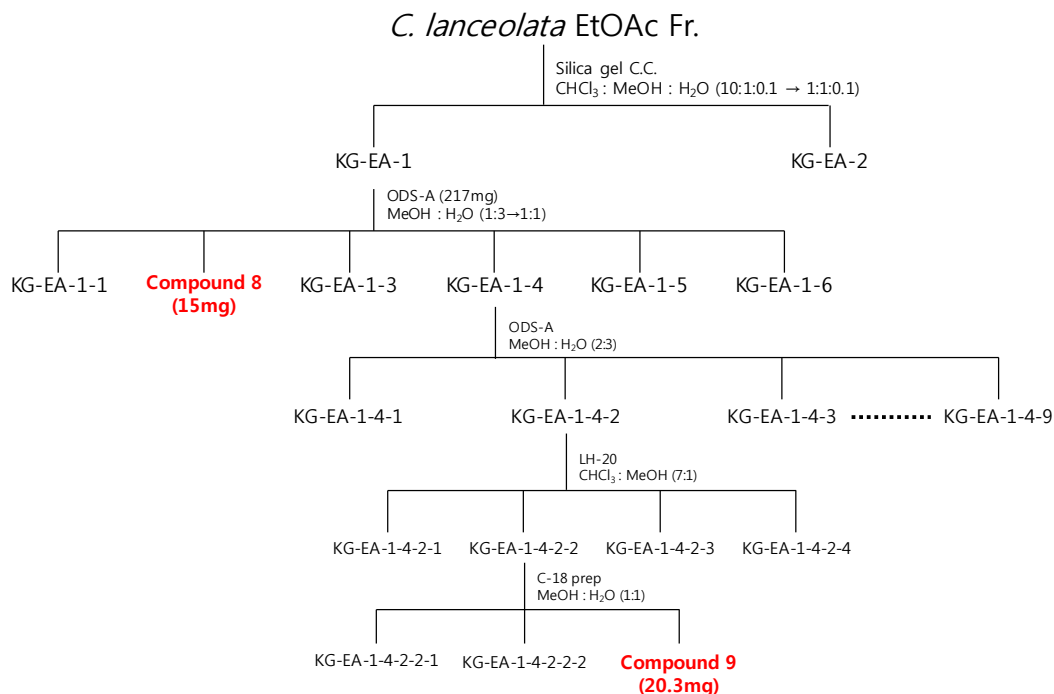 C. lanceolata EtOAc Fr.
Silica gel C.C.
CHCl₃ : MeOH : H₂O (10:1:0.1 → 1:1:0.1)
KG-EA-1
KG-EA-2
ODS-A (217mg)
MeOH : H₂O (1:3→1:1)
KG-EA-1-1
Compound 8
(15mg)
KG-EA-1-3
KG-EA-1-4
KG-EA-1-5
KG-EA-1-6
ODS-A
MeOH : H₂O (2:3)
KG-EA-1-4-1
KG-EA-1-4-2
KG-EA-1-4-3
KG-EA-1-4-9
LH-20
CHCl₃ : MeOH (7:1)
KG-EA-1-4-2-1
KG-EA-1-4-2-2
KG-EA-1-4-2-3
KG-EA-1-4-2-4
C-18 prep
MeOH : H₂O (1:1)
KG-EA-1-4-2-2-1
KG-EA-1-4-2-2-2
Compound 9
(20.3mg)